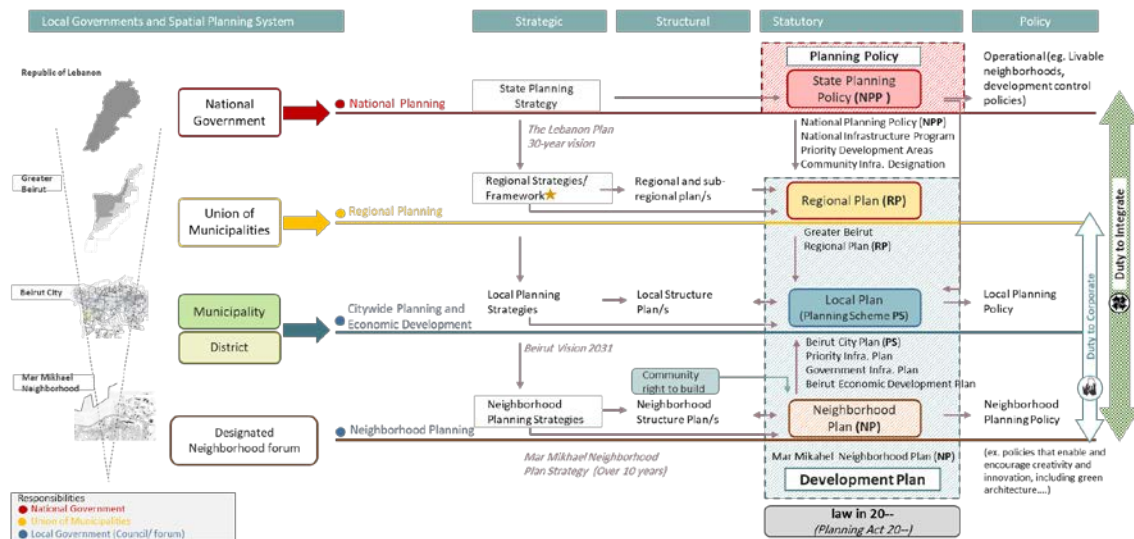 Local Governments and Spatial Planning System
Strategic
Structural
Statutory
Policy
Republic of Lebanon
National
Government
National Planning
State Planning
Strategy
Planning Policy
State Planning
Policy (NPP )
Operational (eg. Livable
neighborhoods,
development control
policies)
The Lebanon Plan
30-year vision
National Planning Policy (NPP)
National Infrastructure Program
Priority Development Areas
Community Infra. Designation
Greater
Beirut
Union of
Municipalities
Regional Planning
Regional Strategies/
Framework
Regional and sub-
regional plan/s
Regional Plan (RP)
Greater Beirut
Regional Plan (RP)
Beirut City
Municipality
District
Citywide Planning and
Economic Development
Local Planning
Strategies
Local Structure
Plan/s
Local Plan
(Planning Scheme PS)
Local Planning
Policy
Beirut Vision 2031
Beirut City Plan (PS)
Priority Infra. Plan
Government Infra. Plan
Beirut Economic Development Plan
Community
right to build
Mar Mikhael
Neighborhood
Designated
Neighborhood forum
Neighborhood Planning
Neighborhood
Planning Strategies
Neighborhood
Structure Plan/s
Neighborhood
Plan (NP)
Neighborhood
Planning Policy
Mar Mikhael Neighborhood
Plan Strategy (Over 10 years)
Mar Mikahel Neighborhood Plan (NP)
(ex. policies that enable and
encourage creativity and
innovation, including green
architecture....)
Development Plan
law in 20--
(Planning Act 20--)
Duty to Corporate
Duty to Integrate
Responsibilities
National Government
Union of Municipalities
Local Government (Council/ forum)